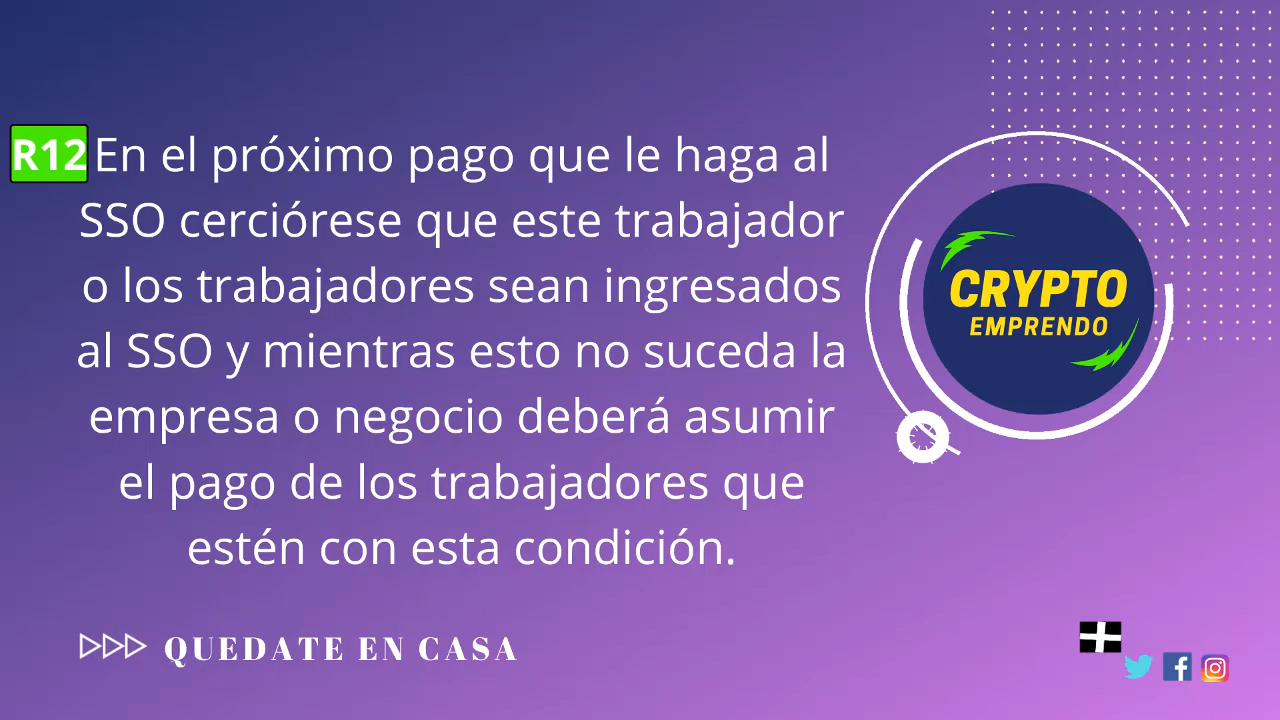 R12 En el próximo pago que le haga al
SSO cerciórese que este trabajador
o los trabajadores sean ingresados
al SSO y mientras esto no suceda la
empresa o negocio deberá asumir
el pago de los trabajadores que
estén con esta condición.
CRYPTO
EMPRENDO
QUEDATE EN CASA